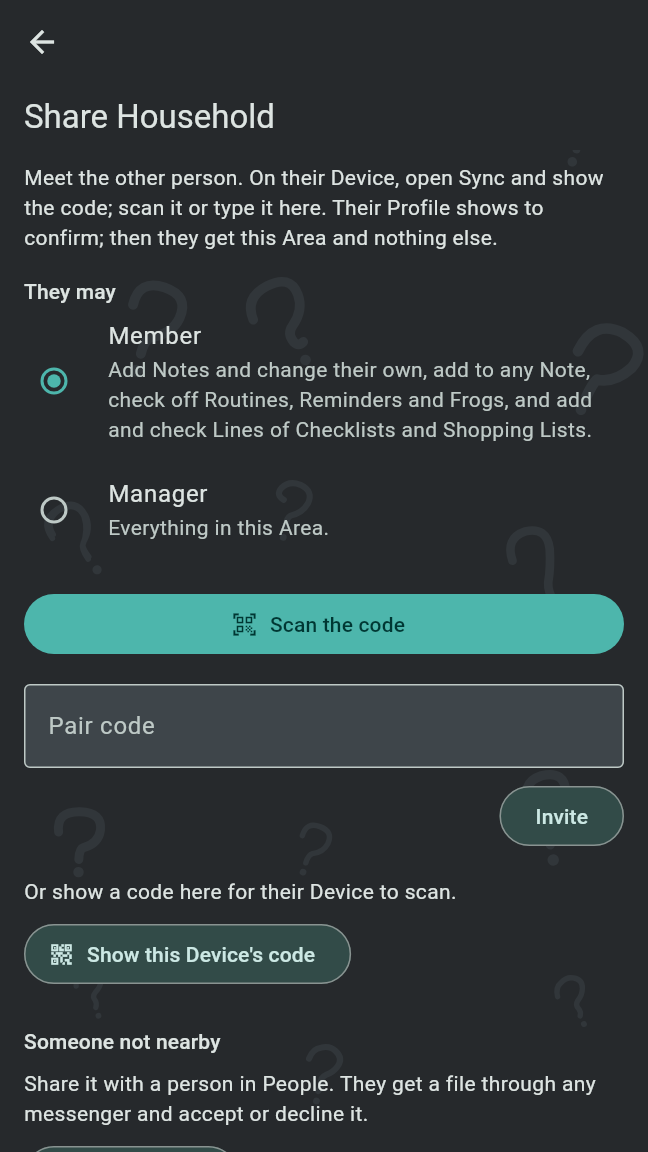 Share Household
Meet the other person. On their Device, open Sync and show
the code; scan it or type it here. Their Profile shows to
confirm; then they get this Area and nothing else.
They may
Member
Add Notes and change their own, add to any Note,
check off Routines, Reminders and Frogs, and add
and check Lines of Checklists and Shopping Lists.
Manager
Everything in this Area.
Scan the code
Pair code
Invite
Or show a code here for their Device to scan.
Show this Device's code
Someone not nearby
Share it with a person in People. They get a file through any
messenger and accept or decline it.